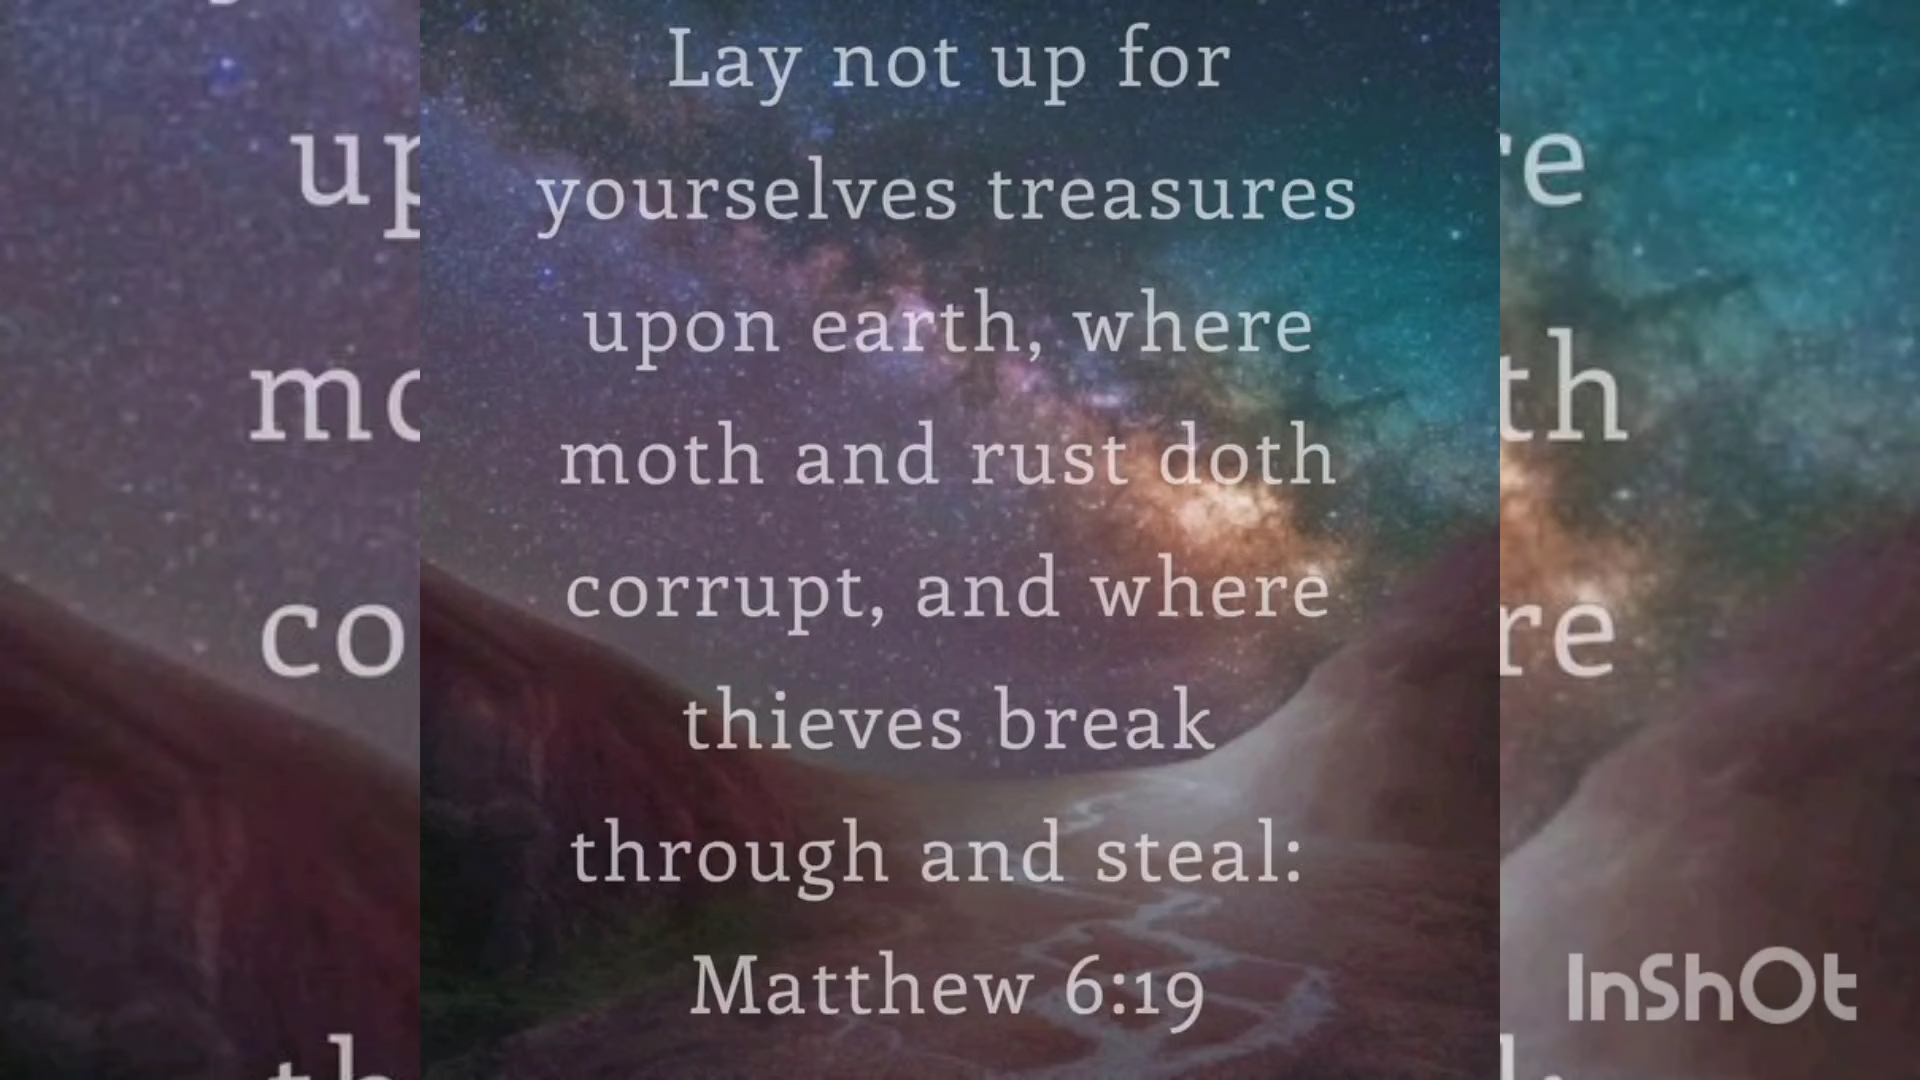 Lay not up for
yourselves treasures
upon earth, where
moth and rust doth
corrupt, and where
thieves break
through and steal:
Matthew 6:19
InShOt